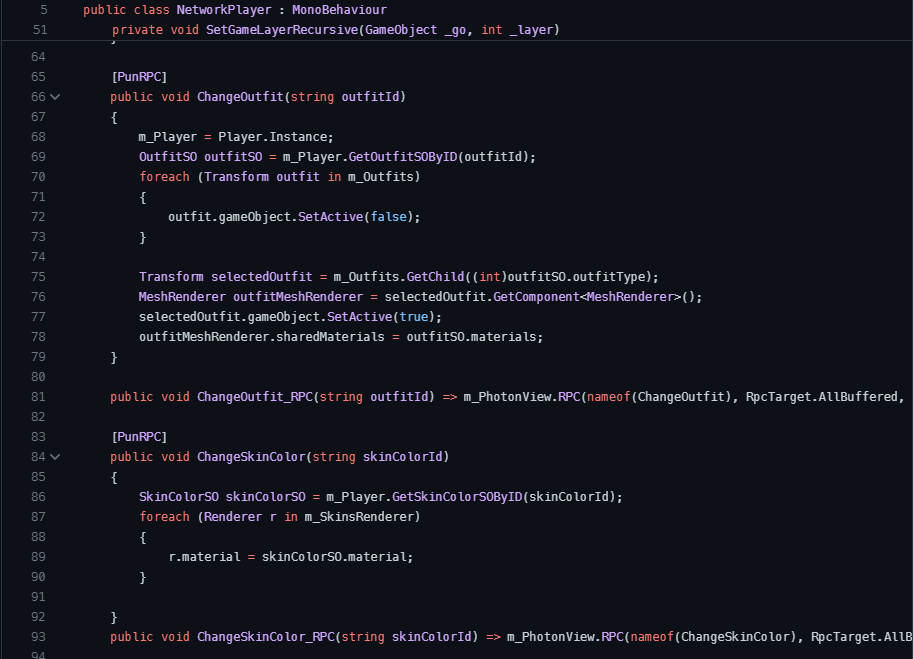 5 public class NetworkPlayer : MonoBehaviour
51 private void SetGameLayerRecursive(GameObject _go, int _layer)
64
65 [PunRPC]
66 public void ChangeOutfit(string outfitId)
67 {
68 m_Player = Player.Instance;
69 OutfitSO outfitSO = m_Player.GetOutfitSOByID(outfitId);
70 foreach (Transform outfit in m_Outfits)
71 {
72 outfit.gameObject.SetActive(false);
73 }
74
75 Transform selectedOutfit = m_Outfits.GetChild((int)outfitSO.outfitType);
76 MeshRenderer outfitMeshRenderer = selectedOutfit.GetComponent<MeshRenderer>();
77 selectedOutfit.gameObject.SetActive(true);
78 outfitMeshRenderer.sharedMaterials = outfitSO.materials;
79 }
80
81 public void ChangeOutfit_RPC(string outfitId) => m_PhotonView.RPC(nameof(ChangeOutfit), RpcTarget.AllBuffered,
82
83 [PunRPC]
84 public void ChangeSkinColor(string skinColorId)
85 {
86 SkinColorSO skinColorSO = m_Player.GetSkinColorSOByID(skinColorId);
87 foreach (Renderer r in m_SkinsRenderer)
88 {
89 r.material = skinColorSO.material;
90 }
91
92 }
93 public void ChangeSkinColor_RPC(string skinColorId) => m_PhotonView.RPC(nameof(ChangeSkinColor), RpcTarget.AllB
94